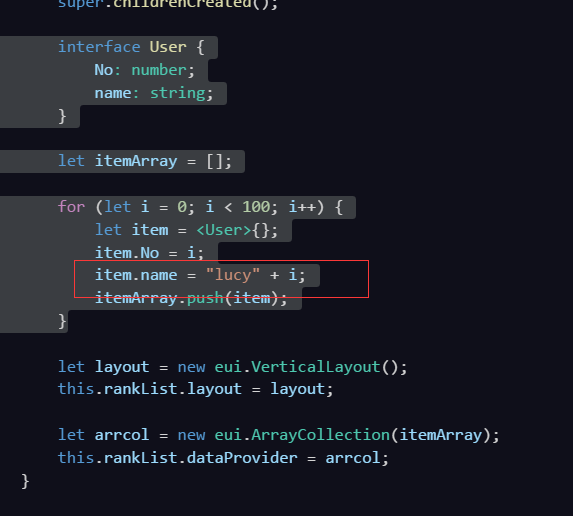 super.childrenCreated();
interface User {
No: number;
name: string;
}
let itemArray = [];
for (let i = 0; i < 100; i++) {
let item = <User>{};
item.No = i;
item.name = "lucy" + i;
itemArray.push(item);
}
let layout = new eui.VerticalLayout();
this.rankList.layout = layout;
let arrcol = new eui.ArrayCollection(itemArray);
this.rankList.dataProvider = arrcol;
}